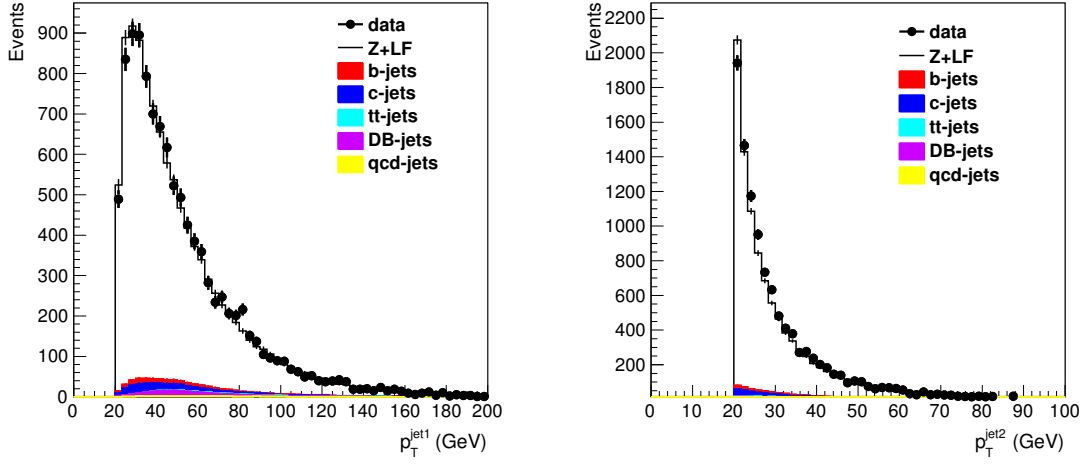 Events
900
800
700
600
500
400
300
200
100
0
0 20 40 60 80 100 120 140 160 180 200
p_T^jet1 (GeV)
data
Z+LF
b-jets
c-jets
tt-jets
DB-jets
qcd-jets
Events
2200
2000
1800
1600
1400
1200
1000
800
600
400
200
0 10 20 30 40 50 60 70 80 90 100
p_T^jet2 (GeV)
data
Z+LF
b-jets
c-jets
tt-jets
DB-jets
qcd-jets